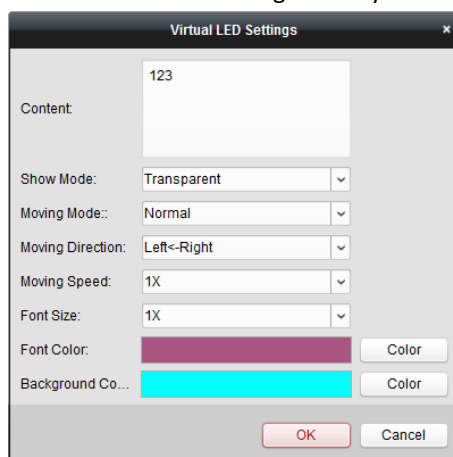 Virtual LED Settings ×
123
Content:
Show Mode: Transparent
Moving Mode:: Normal
Moving Direction: Left<-Right
Moving Speed: 1X
Font Size: 1X
Font Color: Color
Background Co... Color
OK Cancel